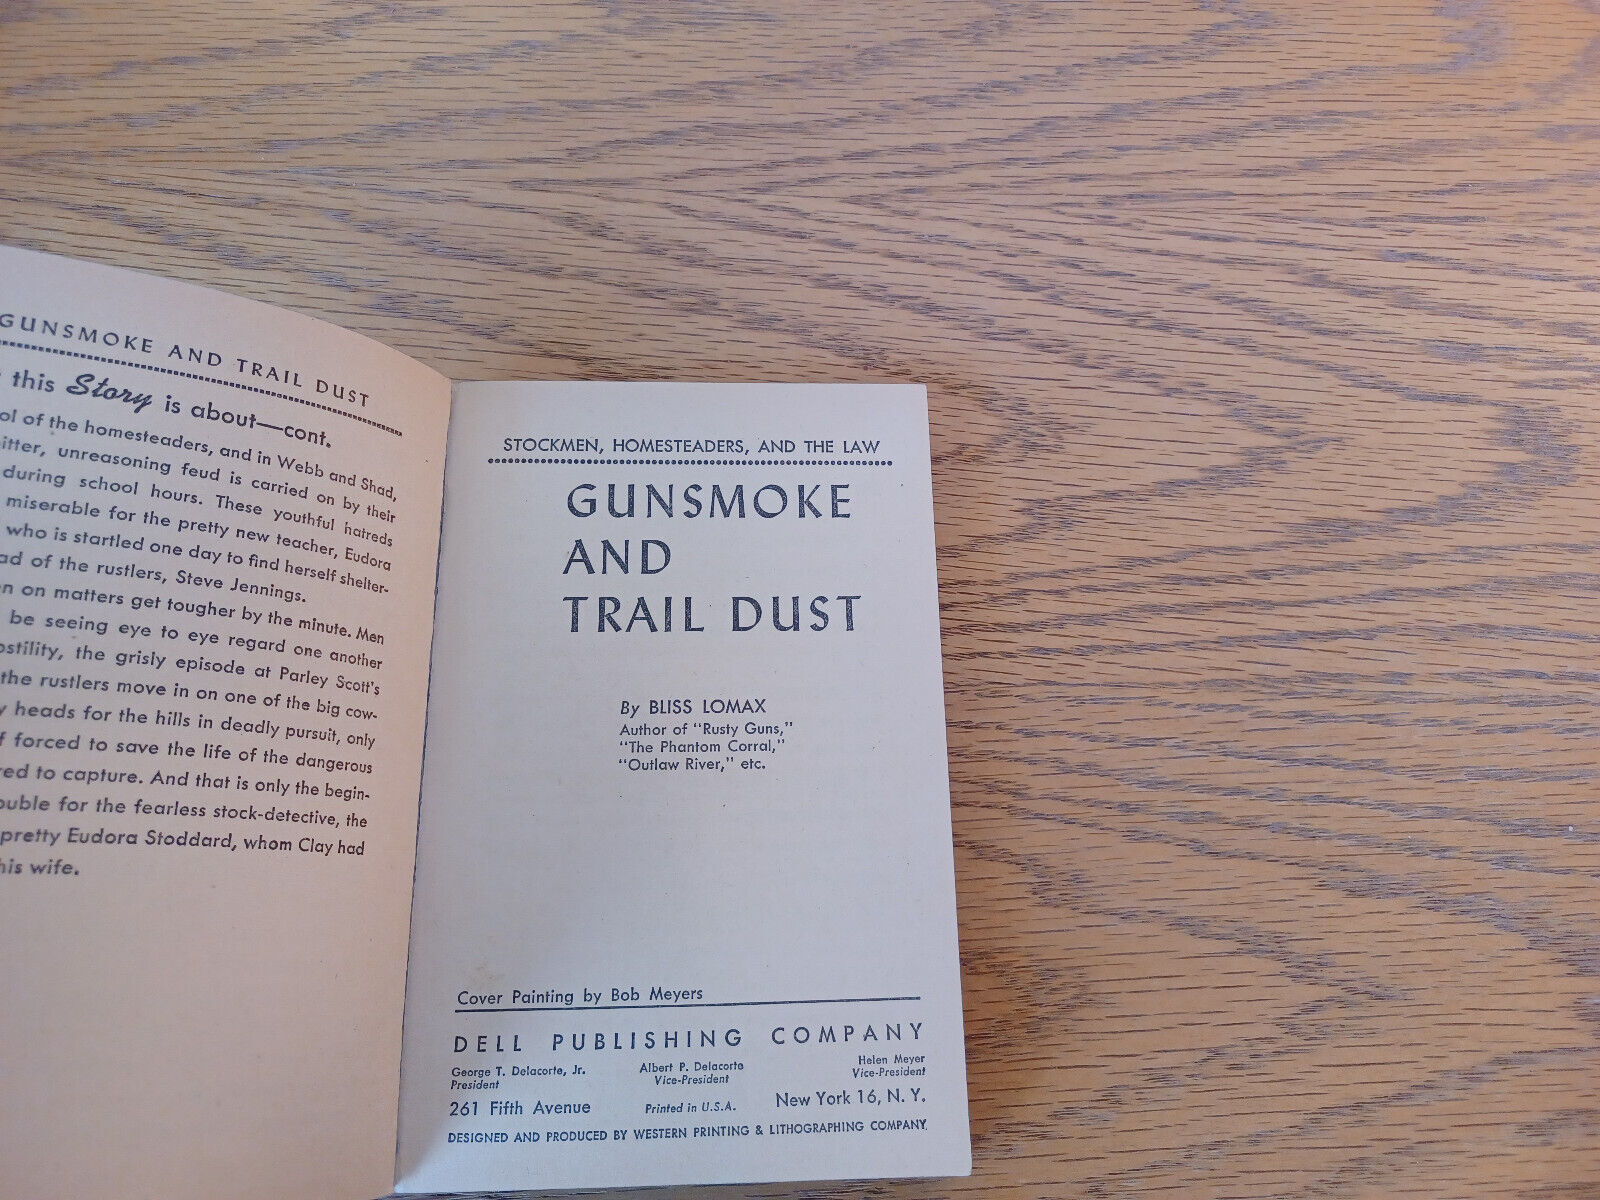 GUNSMOKE AND TRAIL DUST
this Story is about—cont.
of the homesteaders, and in Webb and Shad,
unreasoning feud is carried on by their
during school hours. These youthful hatreds
miserable for the pretty new teacher, Eudora
who is startled one day to find herself shelter-
of the rustlers, Steve Jennings.
on matters get tougher by the minute. Men
be seeing eye to eye regard one another
the grisly episode at Parley Scott's
the rustlers move in on one of the big cow-
heads for the hills in deadly pursuit, only
forced to save the life of the dangerous
to capture. And that is only the begin-
for the fearless stock-detective, the
pretty Eudora Stoddard, whom Clay had
his wife.
STOCKMEN, HOMESTEADERS, AND THE LAW
GUNSMOKE
AND
TRAIL DUST
By BLISS LOMAX
Author of "Rusty Guns,"
"The Phantom Corral,"
"Outlaw River," etc.
Cover Painting by Bob Meyers
DELL PUBLISHING COMPANY
George T. Delacorte, Jr. Albert P. Delacorte Helen Meyer
President Vice-President Vice-President
261 Fifth Avenue Printed in U.S.A. New York 16, N. Y.
DESIGNED AND PRODUCED BY WESTERN PRINTING & LITHOGRAPHING COMPANY